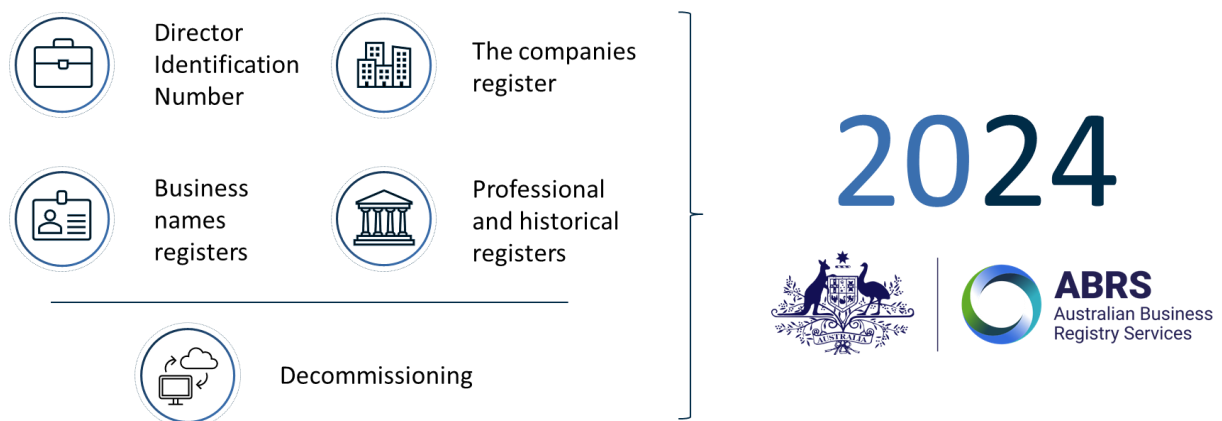 Director
Identification
Number
The companies
register
Business
names
registers
Professional
and historical
registers
Decommissioning
2024
AUSTRALIA
ABRS
Australian Business
Registry Services